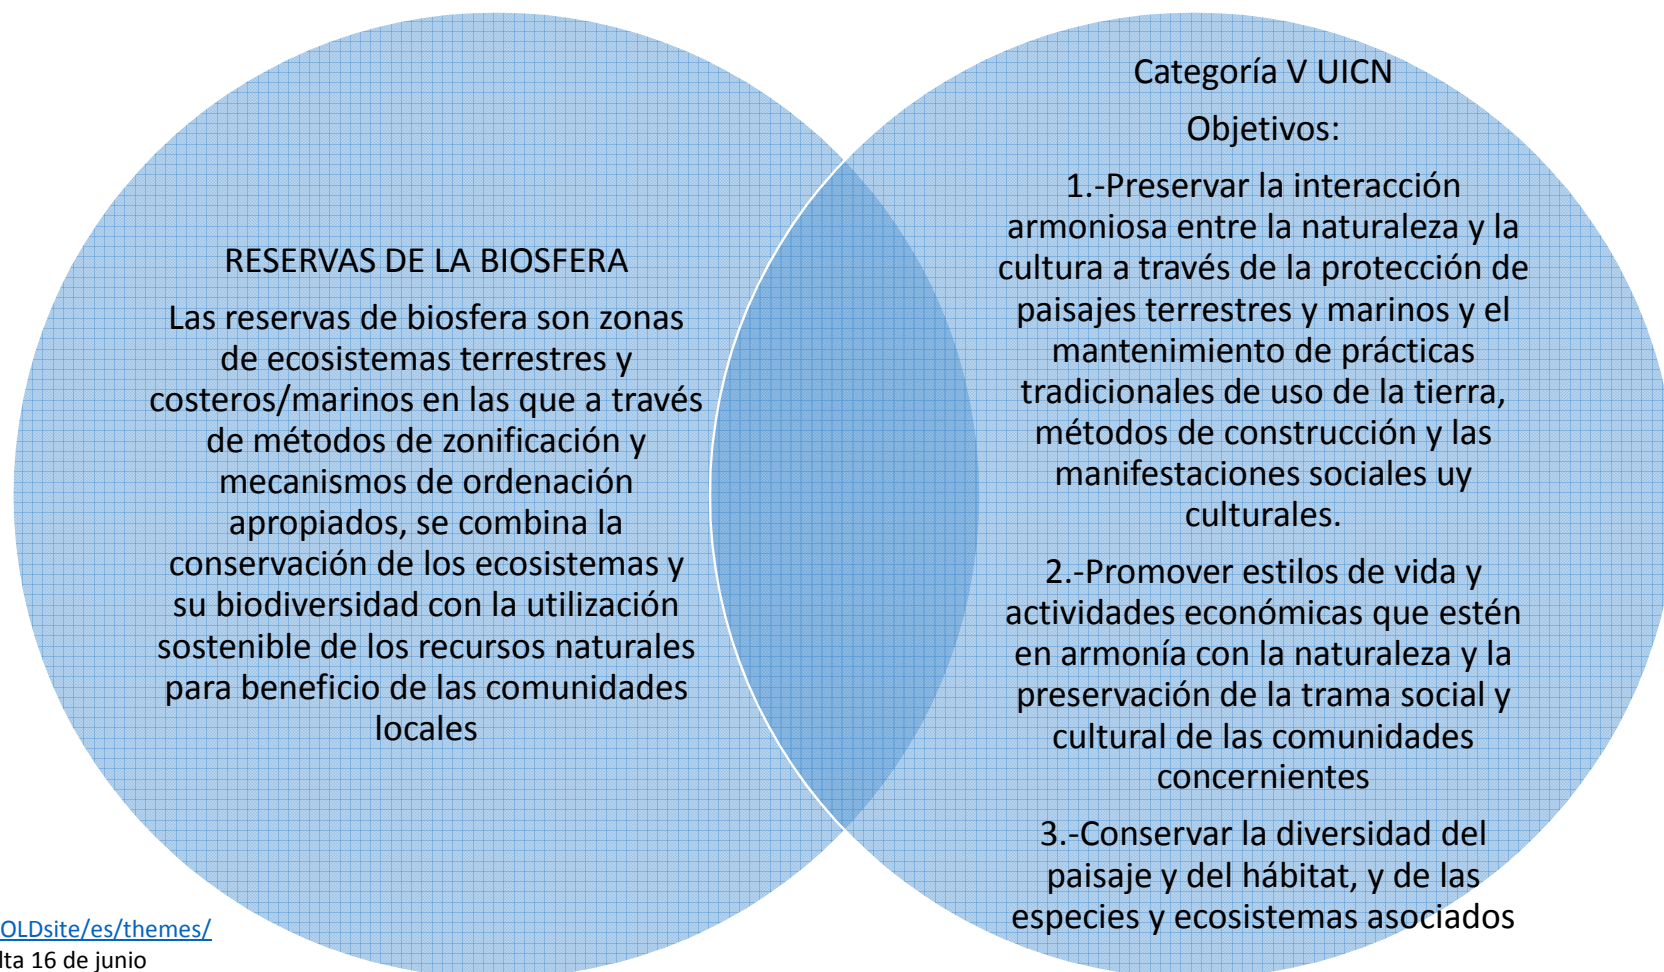 RESERVAS DE LA BIOSFERA
Las reservas de biosfera son zonas
de ecosistemas terrestres y
costeros/marinos en las que a través
de métodos de zonificación y
mecanismos de ordenación
apropiados, se combina la
conservación de los ecosistemas y
su biodiversidad con la utilización
sostenible de los recursos naturales
para beneficio de las comunidades
locales
Categoría V UICN
Objetivos:
1.-Preservar la interacción
armoniosa entre la naturaleza y la
cultura a través de la protección de
paisajes terrestres y marinos y el
mantenimiento de prácticas
tradicionales de uso de la tierra,
métodos de construcción y las
manifestaciones sociales uy
culturales.
2.-Promover estilos de vida y
actividades económicas que estén
en armonía con la naturaleza y la
preservación de la trama social y
cultural de las comunidades
concernientes
3.-Conservar la diversidad del
paisaje y del hábitat, y de las
especies y ecosistemas asociados
OLDsite/es/themes/
lta 16 de junio